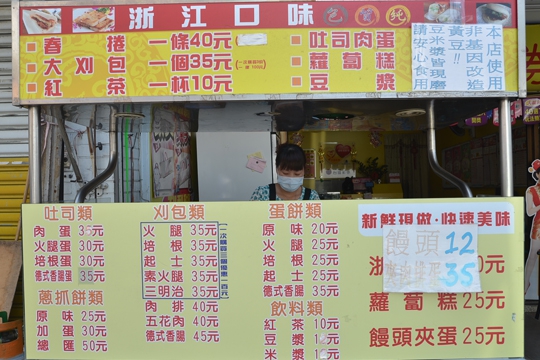 浙江口味
春捲一條40元
大刈包一個35元
紅茶一杯10元
吐司肉蛋
蘿蔔糕
豆漿
本店使用
非基因改造
黃豆!!
豆米漿皆現磨
請安心食用
吐司類
肉蛋35元
火腿蛋30元
培根蛋30元
德式香腸蛋35元
蔥抓餅類
原味25元
加蛋30元
總匯50元
刈包類
火腿35元
培根35元
起士35元
素火腿35元
三明治35元
肉排40元
五花肉40元
德式香腸45元
蛋餅類
原味20元
火腿25元
培根25元
起士25元
德式香腸35元
飲料類
紅茶10元
豆漿
米漿
新鮮現做·快速美味
饅頭12
35
浙
0元
蘿蔔糕25元
饅頭夾蛋25元